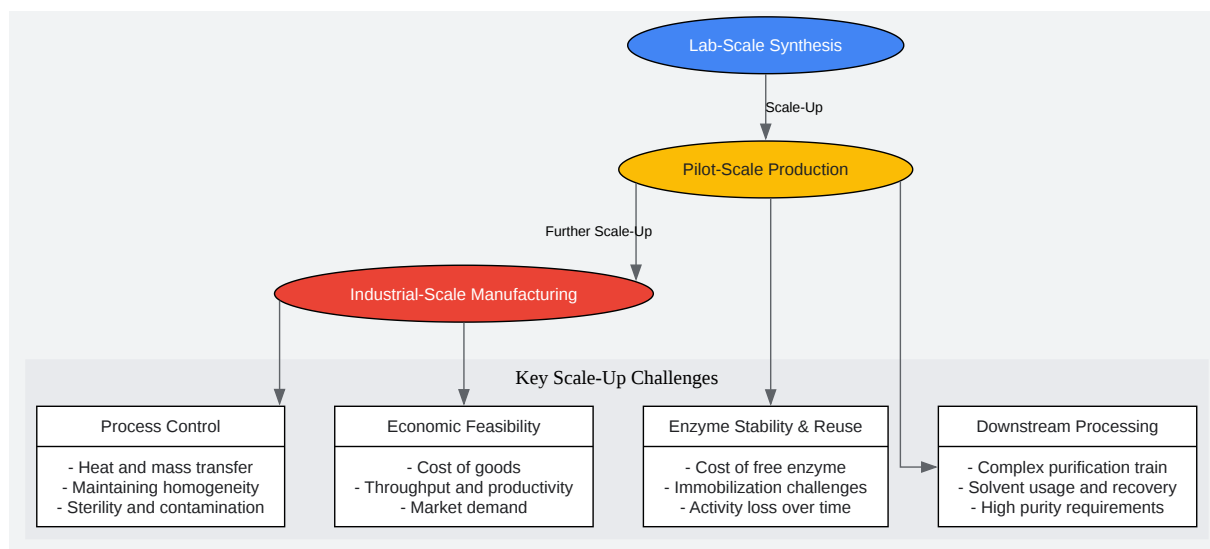 Lab-Scale Synthesis
Scale-Up
Pilot-Scale Production
Further Scale-Up
Industrial-Scale Manufacturing
Key Scale-Up Challenges
Process Control
- Heat and mass transfer
- Maintaining homogeneity
- Sterility and contamination
Economic Feasibility
- Cost of goods
- Throughput and productivity
- Market demand
Enzyme Stability & Reuse
- Cost of free enzyme
- Immobilization challenges
- Activity loss over time
Downstream Processing
- Complex purification train
- Solvent usage and recovery
- High purity requirements